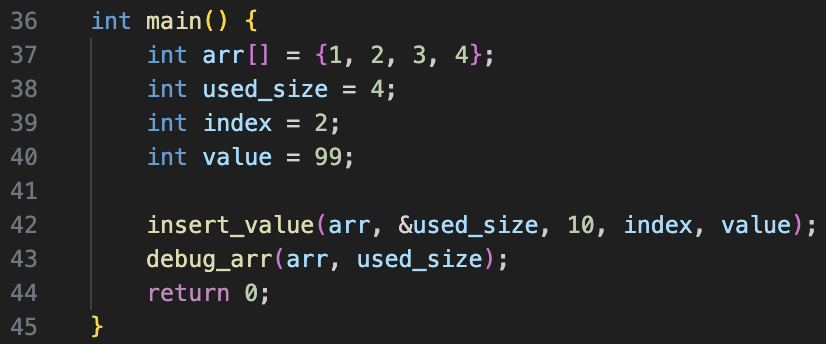 36 int main() {
37     int arr[] = {1, 2, 3, 4};
38     int used_size = 4;
39     int index = 2;
40     int value = 99;
41
42     insert_value(arr, &used_size, 10, index, value);
43     debug_arr(arr, used_size);
44     return 0;
45 }